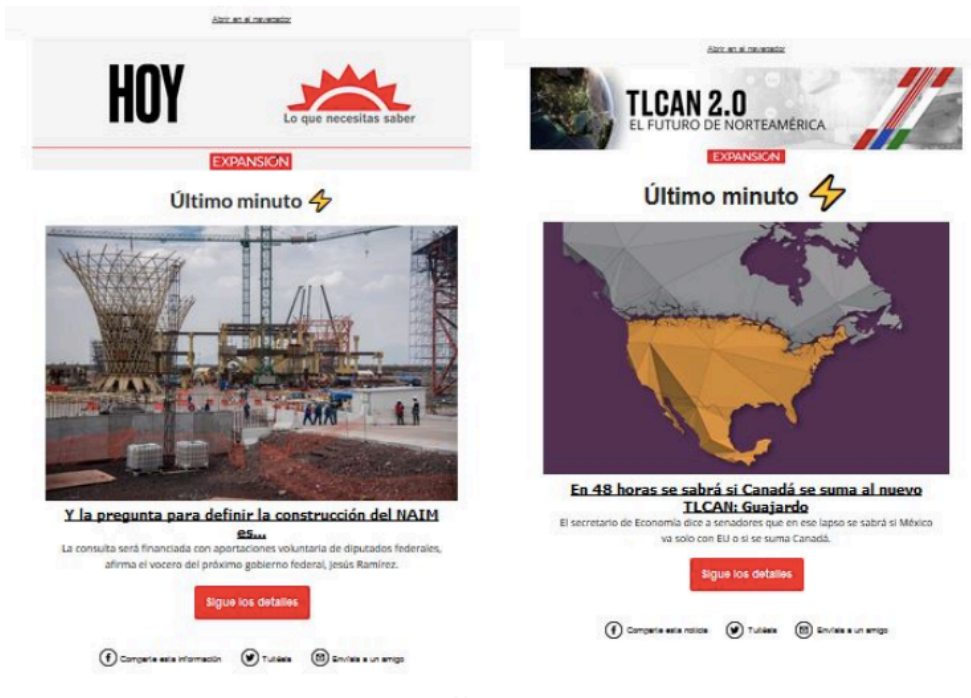 Abrir en el navegador
HOY
Lo que necesitas saber
EXPANSIÓN
Último minuto
Y la pregunta para definir la construcción del NAIM
es...
La consulta será financiada con aportaciones voluntaria de diputados federales,
afirma el vocero del próximo gobierno federal, Jesús Ramírez.
Sigue los detalles
Comparte esta información
Tuitéala
Envíala a un amigo
Abrir en el navegador
TLCAN 2.0
EL FUTURO DE NORTEAMÉRICA
EXPANSIÓN
Último minuto
En 48 horas se sabrá si Canadá se suma al nuevo
TLCAN: Guajardo
El secretario de Economía dice a senadores que en ese lapso se sabrá si México
va solo con EU o si se suma Canadá.
Sigue los detalles
Comparte esta noticia
Tuitéala
Envíala a un amigo